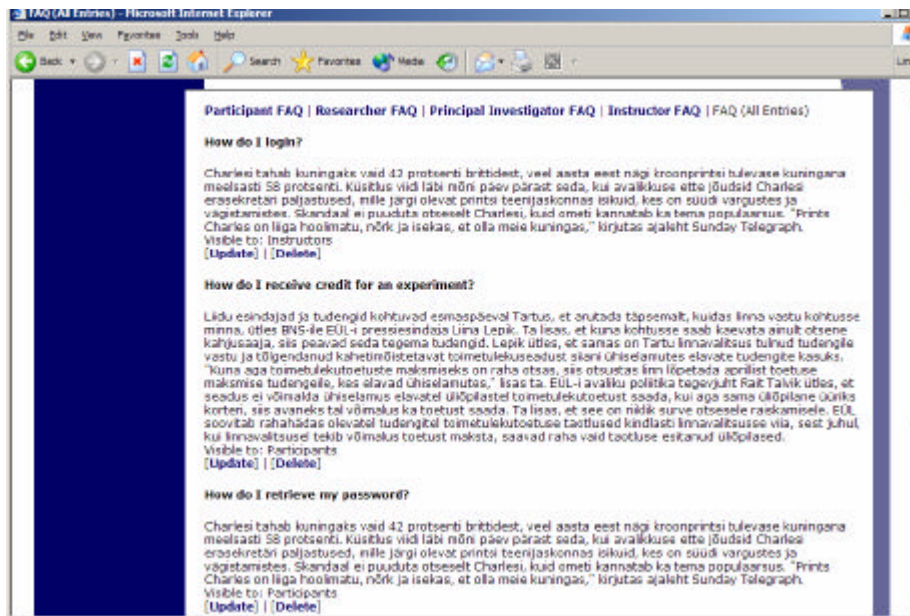 FAQ (All Entries) - Microsoft Internet Explorer
File Edit View Favorites Tools Help
Back Search Favorites Media
Participant FAQ | Researcher FAQ | Principal Investigator FAQ | Instructor FAQ | FAQ (All Entries)
How do I login?
Charlesi tahab kuningaks vaid 42 protsenti brittidest, veel aasta eest nägi kroonprintsi tulevase kuningana
meelsasti 58 protsenti. Küsitlus viidi läbi mõni päev pärast seda, kui avalikkuse ette jõudsid Charlesi
erasekretäri paljastused, mille järgi olevat printsi teenijaskonnas isikuid, kes on süüdi vargustes ja
vägistamistes. Skandaal ei puuduta otseselt Charlesi, kuid ometi kannatab ka tema populaarsus. "Prints
Charles on liiga hoolimatu, nõrk ja isekas, et olla meie kuningas," kirjutas ajaleht Sunday Telegraph.
Visible to: Instructors
[Update] | [Delete]
How do I receive credit for an experiment?
Liidu esindajad ja tudengid kohtuvad esmaspäeval Tartus, et arutada täpsemalt, kuidas linna vastu kohtusse
minna, ütles BNS-ile EÜL-i pressiesindaja Liina Lepik. Ta lisas, et kuna kohtusse saab kaevata ainult otsene
kahjusaaja, siis peavad seda tegema tudengid. Lepik ütles, et samas on Tartu linnavalitsus tulnud tudengile
vastu ja tõlgendanud kahetimõistetavat toimetulekuseadust siiani ühiselamutes elavate tudengite kasuks.
"Kuna aga toimetulekutoetuste maksmiseks on raha otsas, siis otsustas linn lõpetada aprillist toetuse
maksmise tudengeile, kes elavad ühiselamutes," lisas ta. EÜL-i avaliku poliitika tegevjuht Rait Talvik ütles, et
seadus ei võimalda ühiselamus elavatel üliõpilastel toimetulekutoetust saada, kui aga sama üliõpilane üüriks
korteri, siis avaneks tal võimalus ka toetust saada. Ta lisas, et see on riiklik surve otsesele raiskamisele. EÜL
soovitab rahahädas olevatel tudengitel toimetulekutoetuse taotlused kindlasti linnavalitsusse viia, sest juhul,
kui linnavalitsusel tekib võimalus toetust maksta, saavad raha vaid taotluse esitanud üliõpilased.
Visible to: Participants
[Update] | [Delete]
How do I retrieve my password?
Charlesi tahab kuningaks vaid 42 protsenti brittidest, veel aasta eest nägi kroonprintsi tulevase kuningana
meelsasti 58 protsenti. Küsitlus viidi läbi mõni päev pärast seda, kui avalikkuse ette jõudsid Charlesi
erasekretäri paljastused, mille järgi olevat printsi teenijaskonnas isikuid, kes on süüdi vargustes ja
vägistamistes. Skandaal ei puuduta otseselt Charlesi, kuid ometi kannatab ka tema populaarsus. "Prints
Charles on liiga hoolimatu, nõrk ja isekas, et olla meie kuningas," kirjutas ajaleht Sunday Telegraph.
Visible to: Participants
[Update] | [Delete]